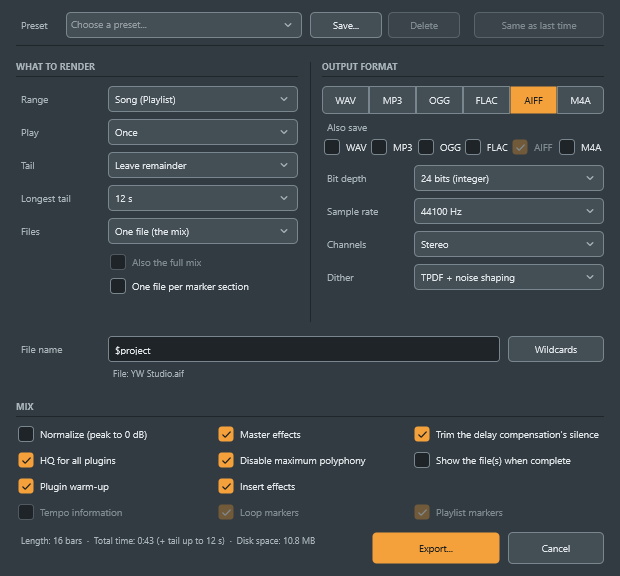 Preset
Choose a preset...
Save...
Delete
Same as last time
WHAT TO RENDER
Range
Song (Playlist)
Play
Once
Tail
Leave remainder
Longest tail
12 s
Files
One file (the mix)
Also the full mix
One file per marker section
OUTPUT FORMAT
WAV
MP3
OGG
FLAC
AIFF
M4A
Also save
WAV
MP3
OGG
FLAC
AIFF
M4A
Bit depth
24 bits (integer)
Sample rate
44100 Hz
Channels
Stereo
Dither
TPDF + noise shaping
File name
$project
Wildcards
File: YW Studio.aif
MIX
Normalize (peak to 0 dB)
Master effects
Trim the delay compensation's silence
HQ for all plugins
Disable maximum polyphony
Show the file(s) when complete
Plugin warm-up
Insert effects
Tempo information
Loop markers
Playlist markers
Length: 16 bars · Total time: 0:43 (+ tail up to 12 s) · Disk space: 10.8 MB
Export...
Cancel